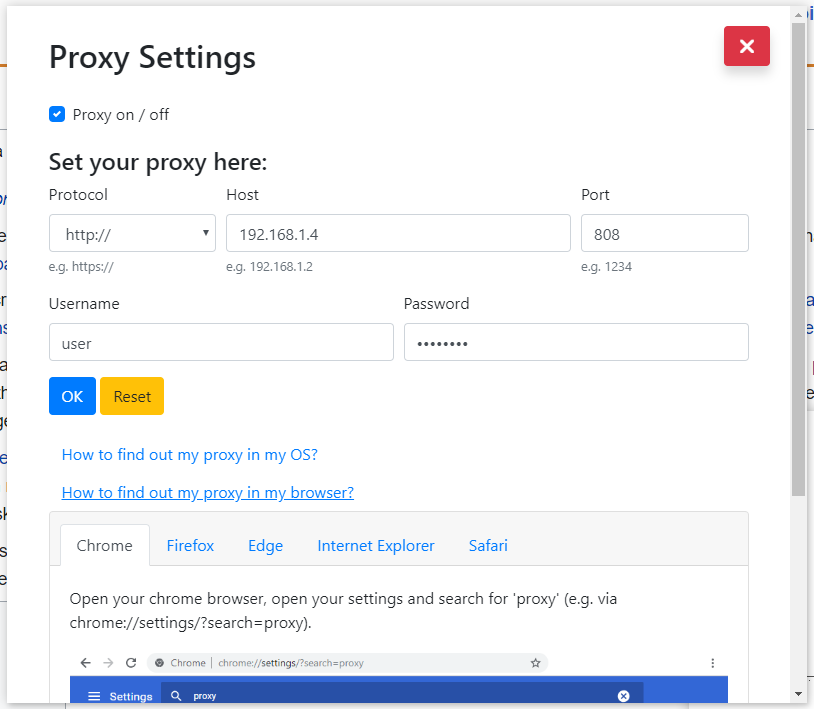 Proxy Settings
Proxy on / off
Set your proxy here:
Protocol Host Port
http:// 192.168.1.4 808
e.g. https:// e.g. 192.168.1.2 e.g. 1234
Username Password
user ••••••••
OK Reset
How to find out my proxy in my OS?
How to find out my proxy in my browser?
Chrome Firefox Edge Internet Explorer Safari
Open your chrome browser, open your settings and search for 'proxy' (e.g. via
chrome://settings/?search=proxy).
Chrome | chrome://settings/?search=proxy
Settings proxy